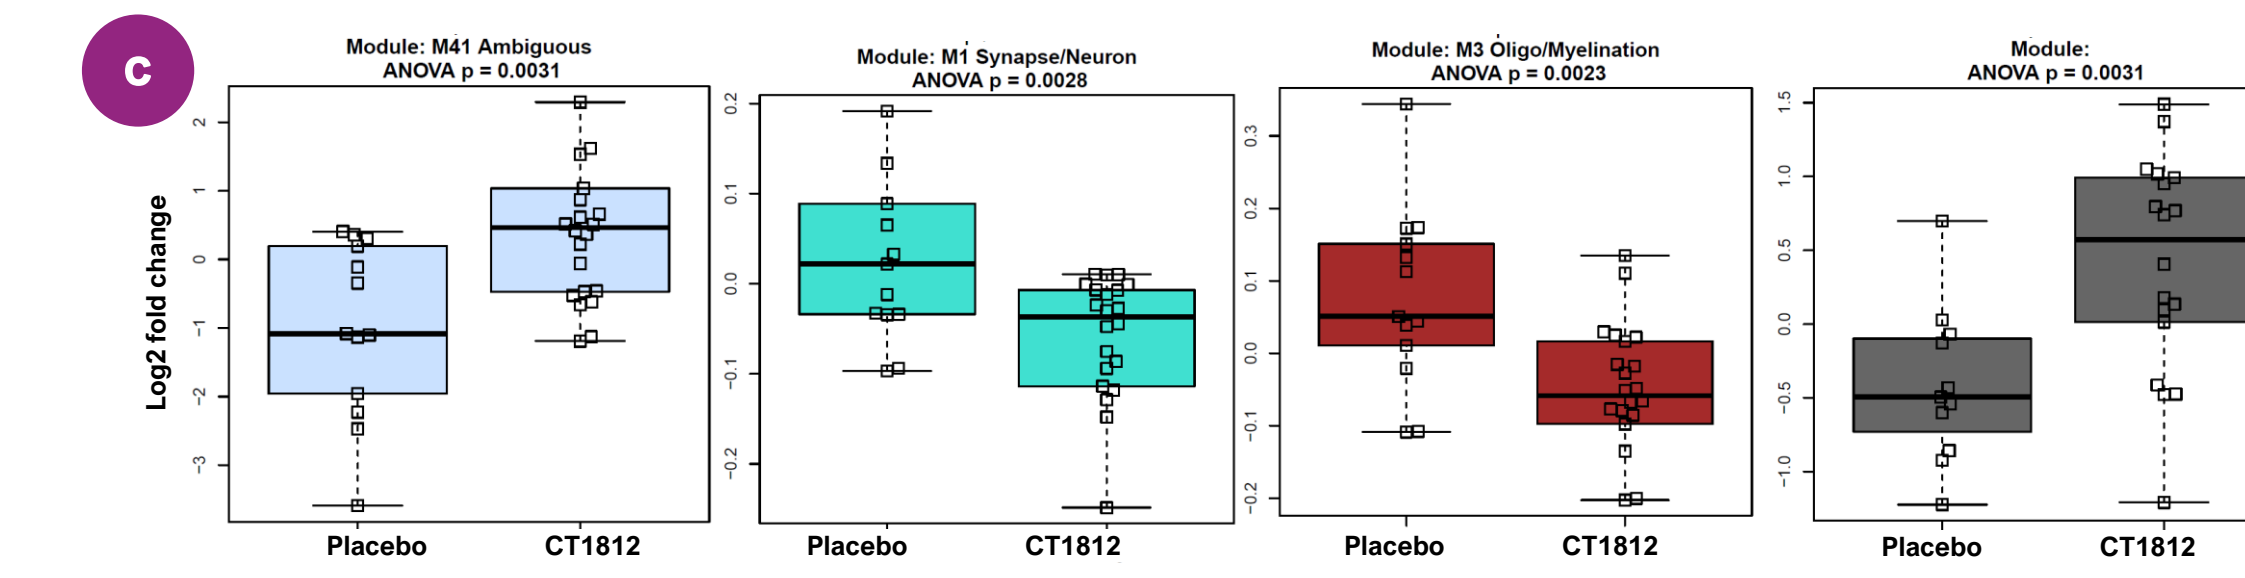 C
Module: M41 Ambiguous
ANOVA p = 0.0031
Log2 fold change
2
1
0
−1
−2
−3
Placebo
CT1812
Module: M1 Synapse/Neuron
ANOVA p = 0.0028
0.2
0.1
0.0
−0.1
−0.2
Placebo
CT1812
Module: M3 Oligo/Myelination
ANOVA p = 0.0023
0.3
0.2
0.1
0.0
−0.1
−0.2
Placebo
CT1812
Module:
ANOVA p = 0.0031
1.5
1.0
0.5
0.0
−0.5
−1.0
Placebo
CT1812